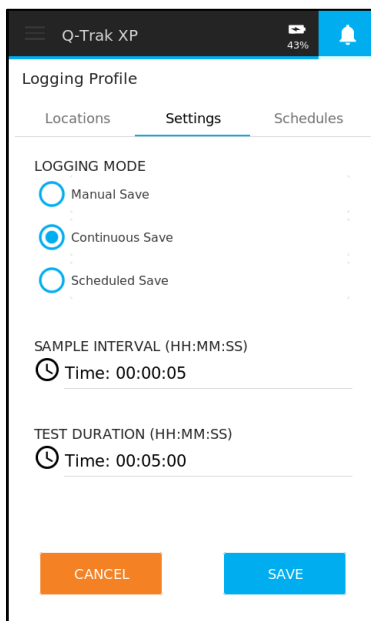 Q-Trak XP
43%
Logging Profile
Locations Settings Schedules
LOGGING MODE
Manual Save
Continuous Save
Scheduled Save
SAMPLE INTERVAL (HH:MM:SS)
Time: 00:00:05
TEST DURATION (HH:MM:SS)
Time: 00:05:00
CANCEL SAVE